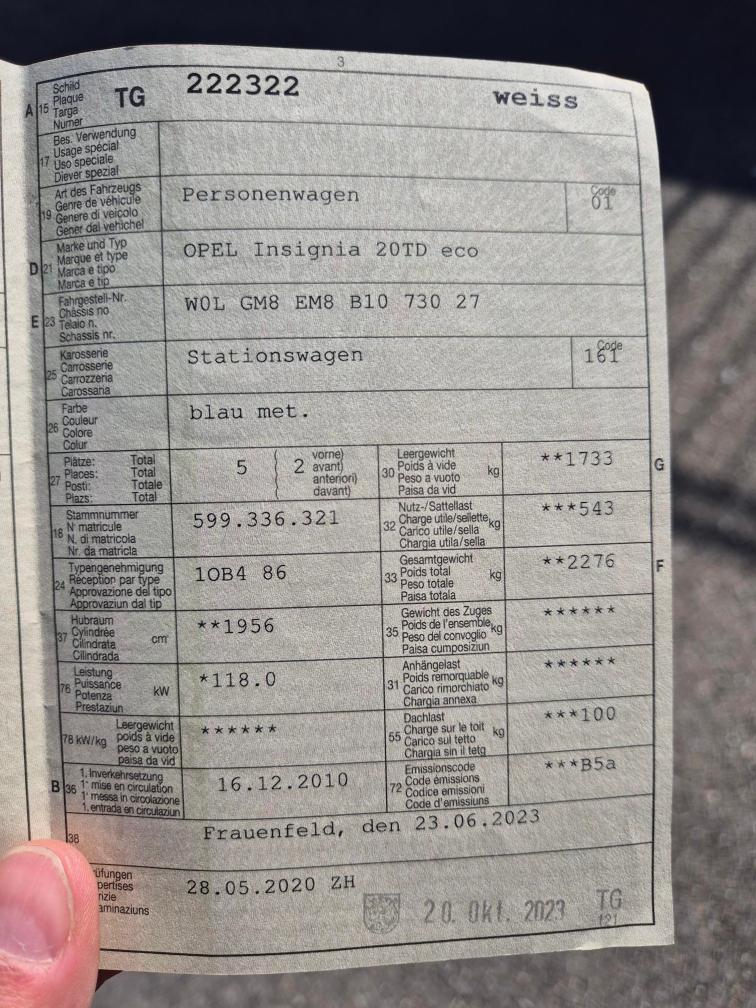 3
A 15 Schild
Plaque
Targa
Numer
TG 222322 weiss
17 Bes. Verwendung
Usage spécial
Uso speciale
Diever spezial
19 Art des Fahrzeugs
Genre de véhicule
Genere di veicolo
Gener dal vehichel
Personenwagen
Code
01
D 21 Marke und Typ
Marque et type
Marca e tipo
Marca e tip
OPEL Insignia 20TD eco
E 23 Fahrgestell-Nr.
Châssis no
Telaio n.
Schassis nr.
W0L GM8 EM8 B10 730 27
25 Karosserie
Carrosserie
Carrozzeria
Carossaria
Stationswagen
Code
161
26 Farbe
Couleur
Colore
Colur
blau met.
27 Plätze: Total
Places: Total
Posti: Totale
Plazs: Total
5 2 vorne)
avant)
anteriori)
davant)
30 Leergewicht
Poids à vide
Peso a vuoto
Paisa da vid
kg
**1733
G
18 Stammnummer
N° matricule
N. di matricola
Nr. da matricla
599.336.321
32 Nutz-/Sattellast
Charge utile/sellette
Carico utile/sella
Chargia utila/sella
kg
***543
24 Typengenehmigung
Réception par type
Approvazione del tipo
Approvaziun dal tip
1OB4 86
33 Gesamtgewicht
Poids total
Peso totale
Paisa totala
kg
**2276
F
37 Hubraum
Cylindrée
Cilindrata
Cilindrada
cm³
**1956
35 Gewicht des Zuges
Poids de l'ensemble
Peso del convoglio
Paisa cumposiziun
kg
******
76 Leistung
Puissance
Potenza
Prestaziun
kW
*118.0
31 Anhängelast
Poids remorquable
Carico rimorchiato
Chargia annexa
kg
******
78 kW/kg Leergewicht
poids à vide
peso a vuoto
paisa da vid
******
55 Dachlast
Charge sur le toit
Carico sul tetto
Chargia sin il tetg
kg
***100
B 36 1. Inverkehrsetzung
1re mise en circulation
1a messa in circolazione
1. entrada en circulaziun
16.12.2010
72 Emissionscode
Code émissions
Codice emissioni
Code d'emissiuns
***B5a
38
Frauenfeld, den 23.06.2023
üfungen
pertises
nzie
aminaziuns
28.05.2020 ZH
20. Okt. 2023 TG
121